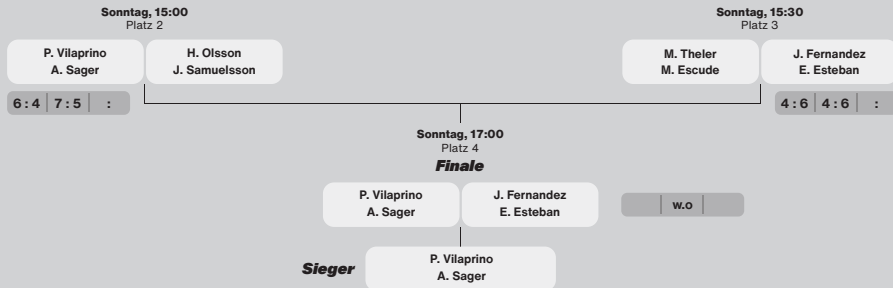 Sonntag, 15:00
Platz 2
P. Vilaprino
A. Sager
H. Olsson
J. Samuelsson
6 : 4 7 : 5 :
Sonntag, 15:30
Platz 3
M. Theler
M. Escude
J. Fernandez
E. Esteban
4 : 6 4 : 6 :
Sonntag, 17:00
Platz 4
Finale
P. Vilaprino
A. Sager
J. Fernandez
E. Esteban
w.o
Sieger
P. Vilaprino
A. Sager